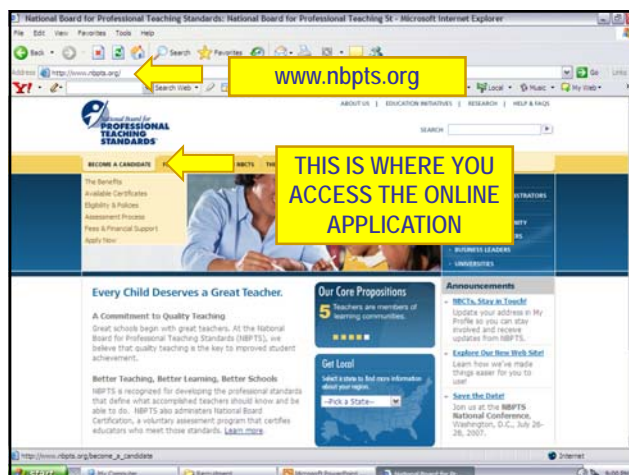 National Board for Professional Teaching Standards: National Board for Professional Teaching St - Microsoft Internet Explorer
File Edit View Favorites Tools Help
Back Search Favorites
Address http://www.nbpts.org/ Go Links
www.nbpts.org
Y! Search Web Local Music My Web
National Board for
PROFESSIONAL
TEACHING
STANDARDS
ABOUT US | EDUCATION INITIATIVES | RESEARCH | HELP & FAQS
SEARCH
BECOME A CANDIDATE NBCTS
The Benefits
Available Certificates
Eligibility & Policies
Assessment Process
Fees & Financial Support
Apply Now
THIS IS WHERE YOU
ACCESS THE ONLINE
APPLICATION
BUSINESS LEADERS
UNIVERSITIES
Every Child Deserves a Great Teacher.
A Commitment to Quality Teaching
Great schools begin with great teachers. At the National
Board for Professional Teaching Standards (NBPTS), we
believe that quality teaching is the key to improved student
achievement.
Better Teaching, Better Learning, Better Schools
NBPTS is recognized for developing the professional standards
that define what accomplished teachers should know and be
able to do. NBPTS also administers National Board
Certification, a voluntary assessment program that certifies
educators who meet those standards. Learn more.
Our Core Propositions
5 Teachers are members of
learning communities.
Get Local
Select a state to find more information
about your region.
--Pick a State--
Announcements
NBCTs, Stay in Touch!
Update your address in My
Profile so you can stay
involved and receive
updates from NBPTS.
Explore Our New Web Site!
Learn how we've made
things easier for you to
use!
Save the Date!
Join us at the NBPTS
National Conference,
Washington, D.C., July 26-
28, 2007.
http://www.nbpts.org/become_a_candidate Internet
start My Computer Recruitment Microsoft PowerPoint National Board for Pr... 9:00 PM